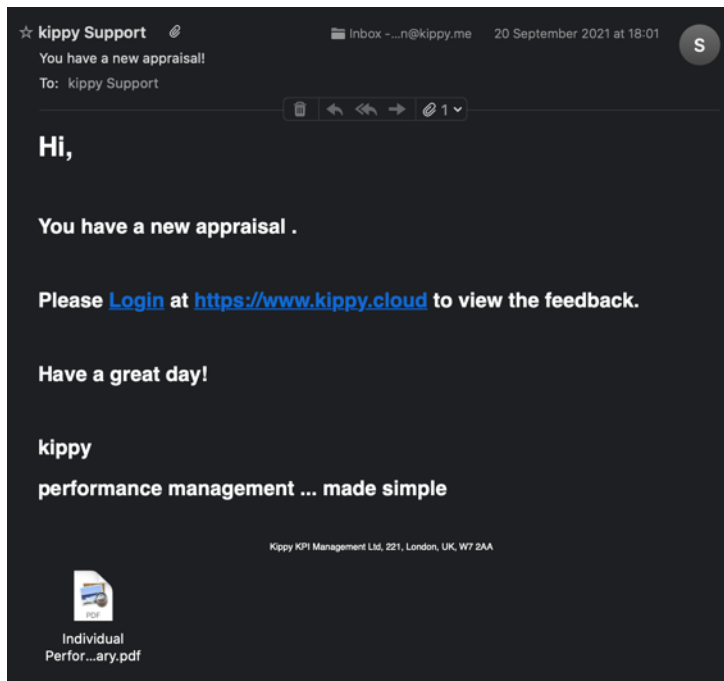 kippy Support
Inbox -...n@kippy.me
20 September 2021 at 18:01
S
You have a new appraisal!
To: kippy Support
1
Hi,
You have a new appraisal .
Please Login at https://www.kippy.cloud to view the feedback.
Have a great day!
kippy
performance management ... made simple
Kippy KPI Management Ltd, 221, London, UK, W7 2AA
PDF
Individual
Perfor...ary.pdf